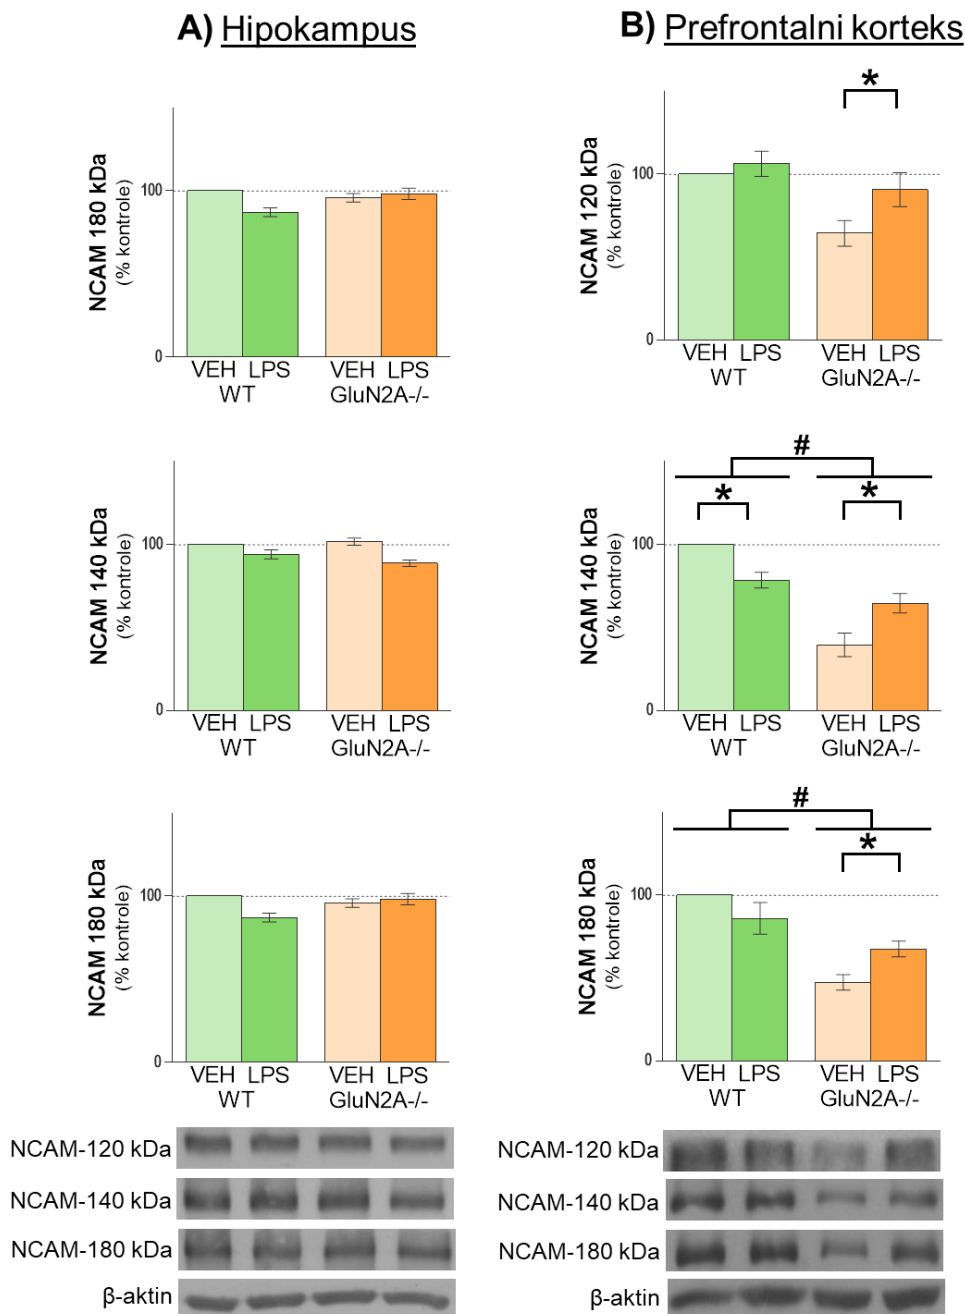 A) Hipokampus
NCAM 180 kDa
(% kontrole)
100
0
VEH LPS VEH LPS
WT GluN2A-/-
NCAM 140 kDa
(% kontrole)
100
0
VEH LPS VEH LPS
WT GluN2A-/-
NCAM 180 kDa
(% kontrole)
100
0
VEH LPS VEH LPS
WT GluN2A-/-
NCAM-120 kDa
NCAM-140 kDa
NCAM-180 kDa
β-aktin
B) Prefrontalni korteks
*
NCAM 120 kDa
(% kontrole)
100
0
VEH LPS VEH LPS
WT GluN2A-/-
#
* *
NCAM 140 kDa
(% kontrole)
100
0
VEH LPS VEH LPS
WT GluN2A-/-
#
*
NCAM 180 kDa
(% kontrole)
100
0
VEH LPS VEH LPS
WT GluN2A-/-
NCAM-120 kDa
NCAM-140 kDa
NCAM-180 kDa
β-aktin